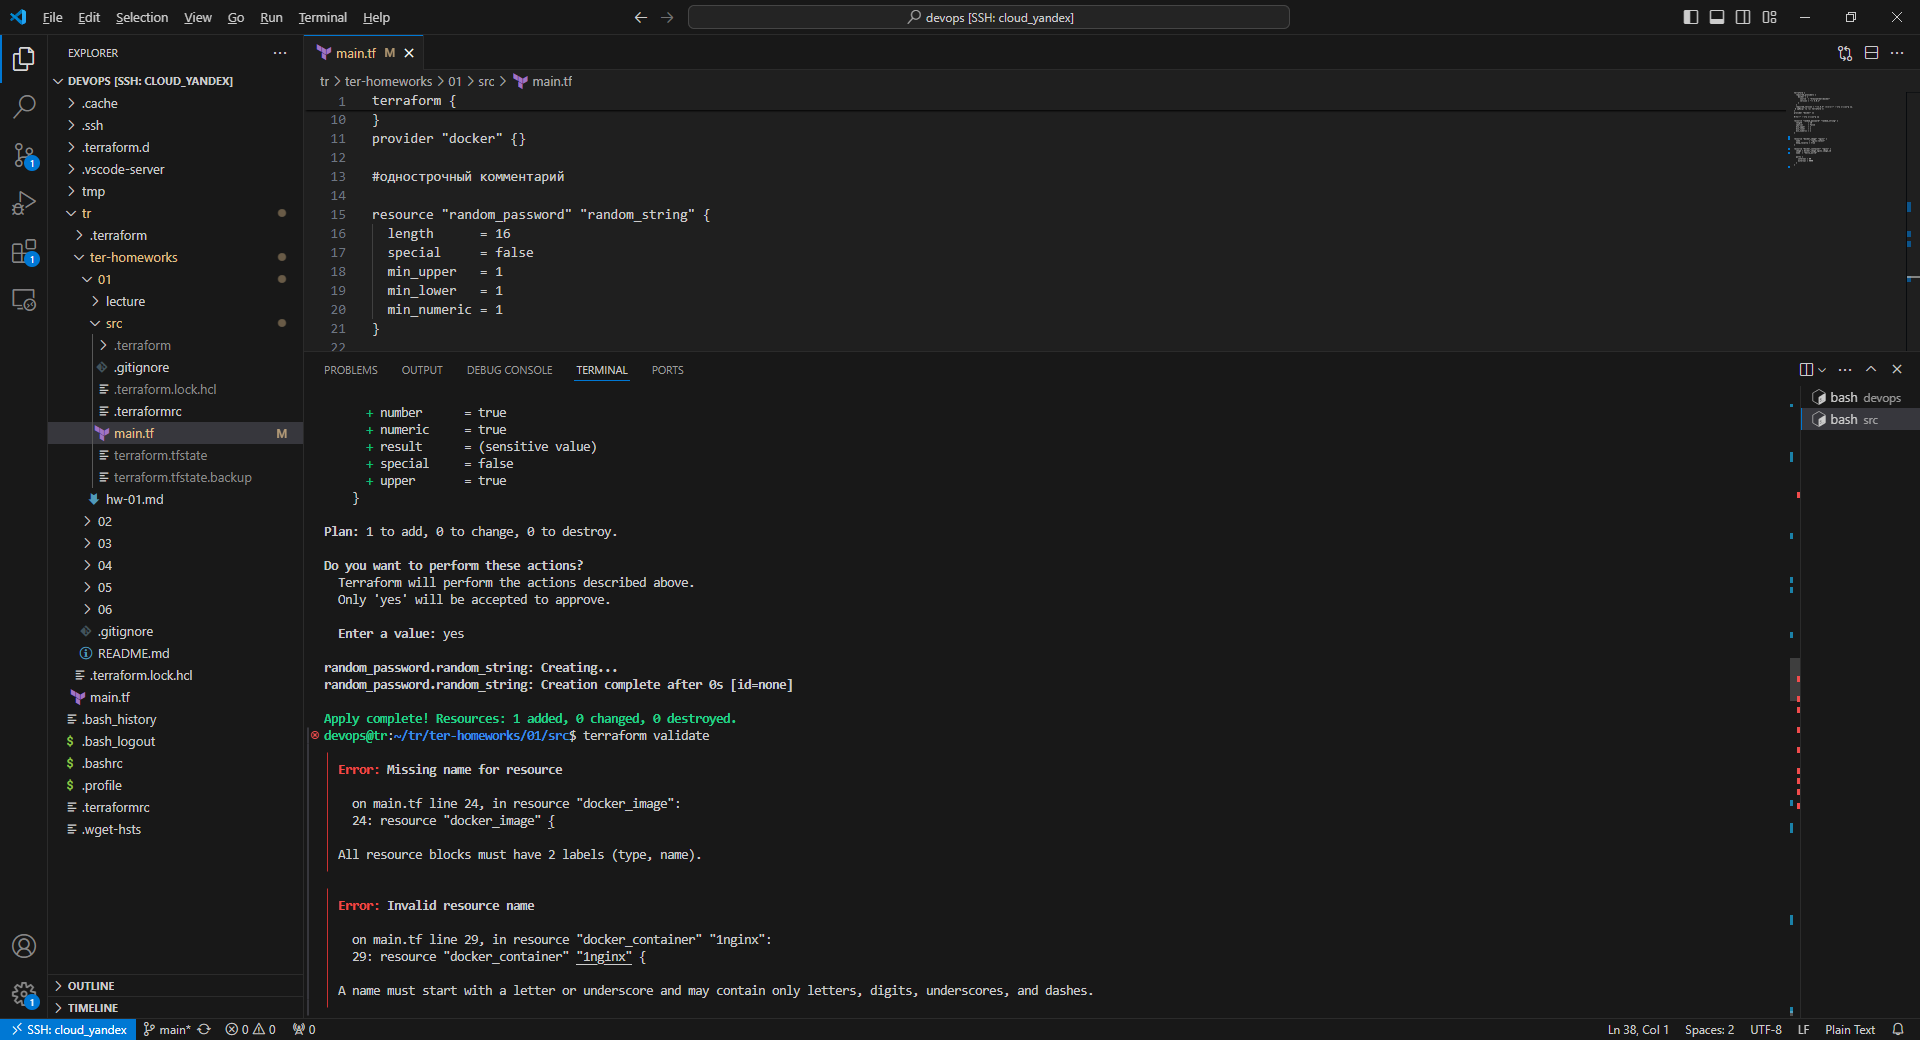 File Edit Selection View Go Run Terminal Help
devops [SSH: cloud_yandex]
EXPLORER
DEVOPS [SSH: CLOUD_YANDEX]
.cache
.ssh
.terraform.d
.vscode-server
tmp
tr
.terraform
ter-homeworks
01
lecture
src
.terraform
.gitignore
.terraform.lock.hcl
.terraformrc
main.tf M
terraform.tfstate
terraform.tfstate.backup
hw-01.md
02
03
04
05
06
.gitignore
README.md
.terraform.lock.hcl
main.tf
.bash_history
.bash_logout
.bashrc
.profile
.terraformrc
.wget-hsts
OUTLINE
TIMELINE
main.tf M
tr > ter-homeworks > 01 > src > main.tf
1 terraform {
10 }
11 provider "docker" {}
12
13 #однострочный комментарий
14
15 resource "random_password" "random_string" {
16 length = 16
17 special = false
18 min_upper = 1
19 min_lower = 1
20 min_numeric = 1
21 }
22
PROBLEMS OUTPUT DEBUG CONSOLE TERMINAL PORTS
+ number = true
+ numeric = true
+ result = (sensitive value)
+ special = false
+ upper = true
}
Plan: 1 to add, 0 to change, 0 to destroy.
Do you want to perform these actions?
Terraform will perform the actions described above.
Only 'yes' will be accepted to approve.
Enter a value: yes
random_password.random_string: Creating...
random_password.random_string: Creation complete after 0s [id=none]
Apply complete! Resources: 1 added, 0 changed, 0 destroyed.
devops@tr:~/tr/ter-homeworks/01/src$ terraform validate
Error: Missing name for resource
on main.tf line 24, in resource "docker_image":
24: resource "docker_image" {
All resource blocks must have 2 labels (type, name).
Error: Invalid resource name
on main.tf line 29, in resource "docker_container" "1nginx":
29: resource "docker_container" "1nginx" {
A name must start with a letter or underscore and may contain only letters, digits, underscores, and dashes.
bash devops
bash src
1
1
1
SSH: cloud_yandex main* 0 0 0
Ln 38, Col 1 Spaces: 2 UTF-8 LF Plain Text